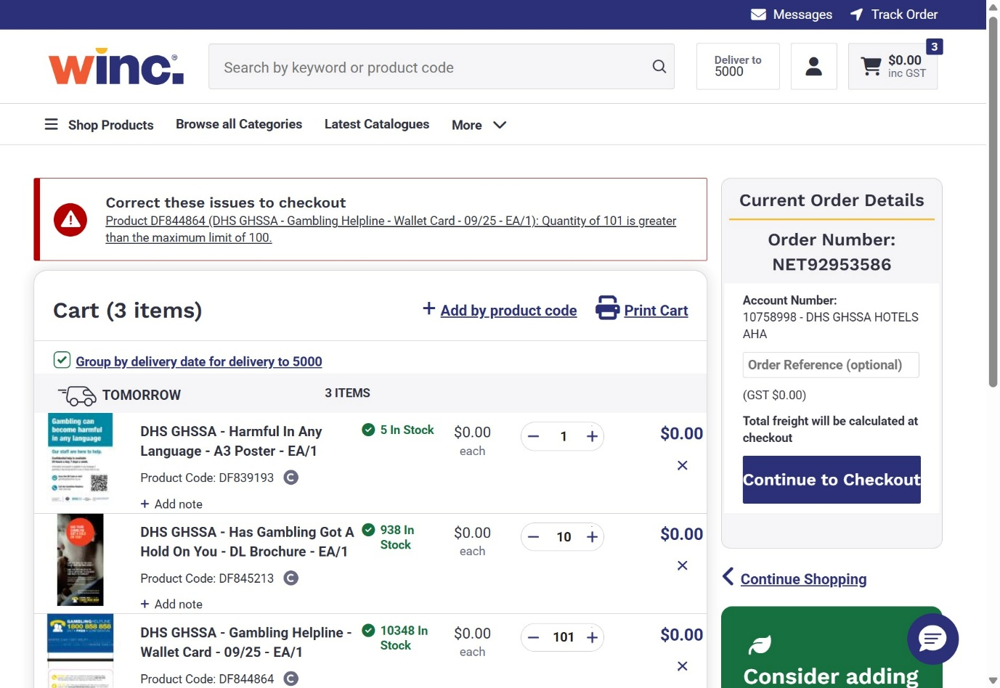 Messages
Track Order
winc.®
Search by keyword or product code
Deliver to
5000
3
$0.00
inc GST
Shop Products
Browse all Categories
Latest Catalogues
More
Correct these issues to checkout
Product DF844864 (DHS GHSSA - Gambling Helpline - Wallet Card - 09/25 - EA/1): Quantity of 101 is greater
than the maximum limit of 100.
Cart (3 items)
+ Add by product code
Print Cart
Group by delivery date for delivery to 5000
TOMORROW
3 ITEMS
Gambling can
become harmful
in any language
Our staff are here to help.
DHS GHSSA - Harmful In Any
Language - A3 Poster - EA/1
Product Code: DF839193 C
+ Add note
5 In Stock
$0.00
each
− 1 +
$0.00
×
DHS GHSSA - Has Gambling Got A
Hold On You - DL Brochure - EA/1
Product Code: DF845213 C
+ Add note
938 In
Stock
$0.00
each
− 10 +
$0.00
×
GAMBLING HELPLINE
1800 858 858
DHS GHSSA - Gambling Helpline -
Wallet Card - 09/25 - EA/1
Product Code: DF844864 C
10348 In
Stock
$0.00
each
− 101 +
$0.00
×
Current Order Details
Order Number:
NET92953586
Account Number:
10758998 - DHS GHSSA HOTELS
AHA
Order Reference (optional)
(GST $0.00)
Total freight will be calculated at
checkout
Continue to Checkout
Continue Shopping
Consider adding